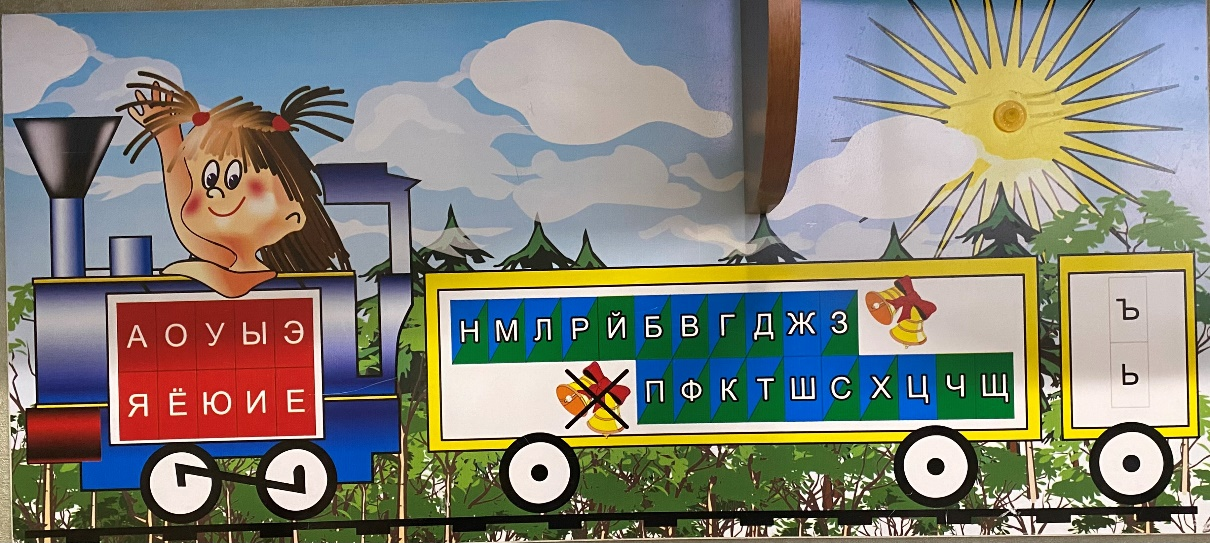 А О У Ы Э
Я Ё Ю И Е
Н М Л Р Й Б В Г Д Ж З
П Ф К Т Ш С Х Ц Ч Щ
Ъ
Ь